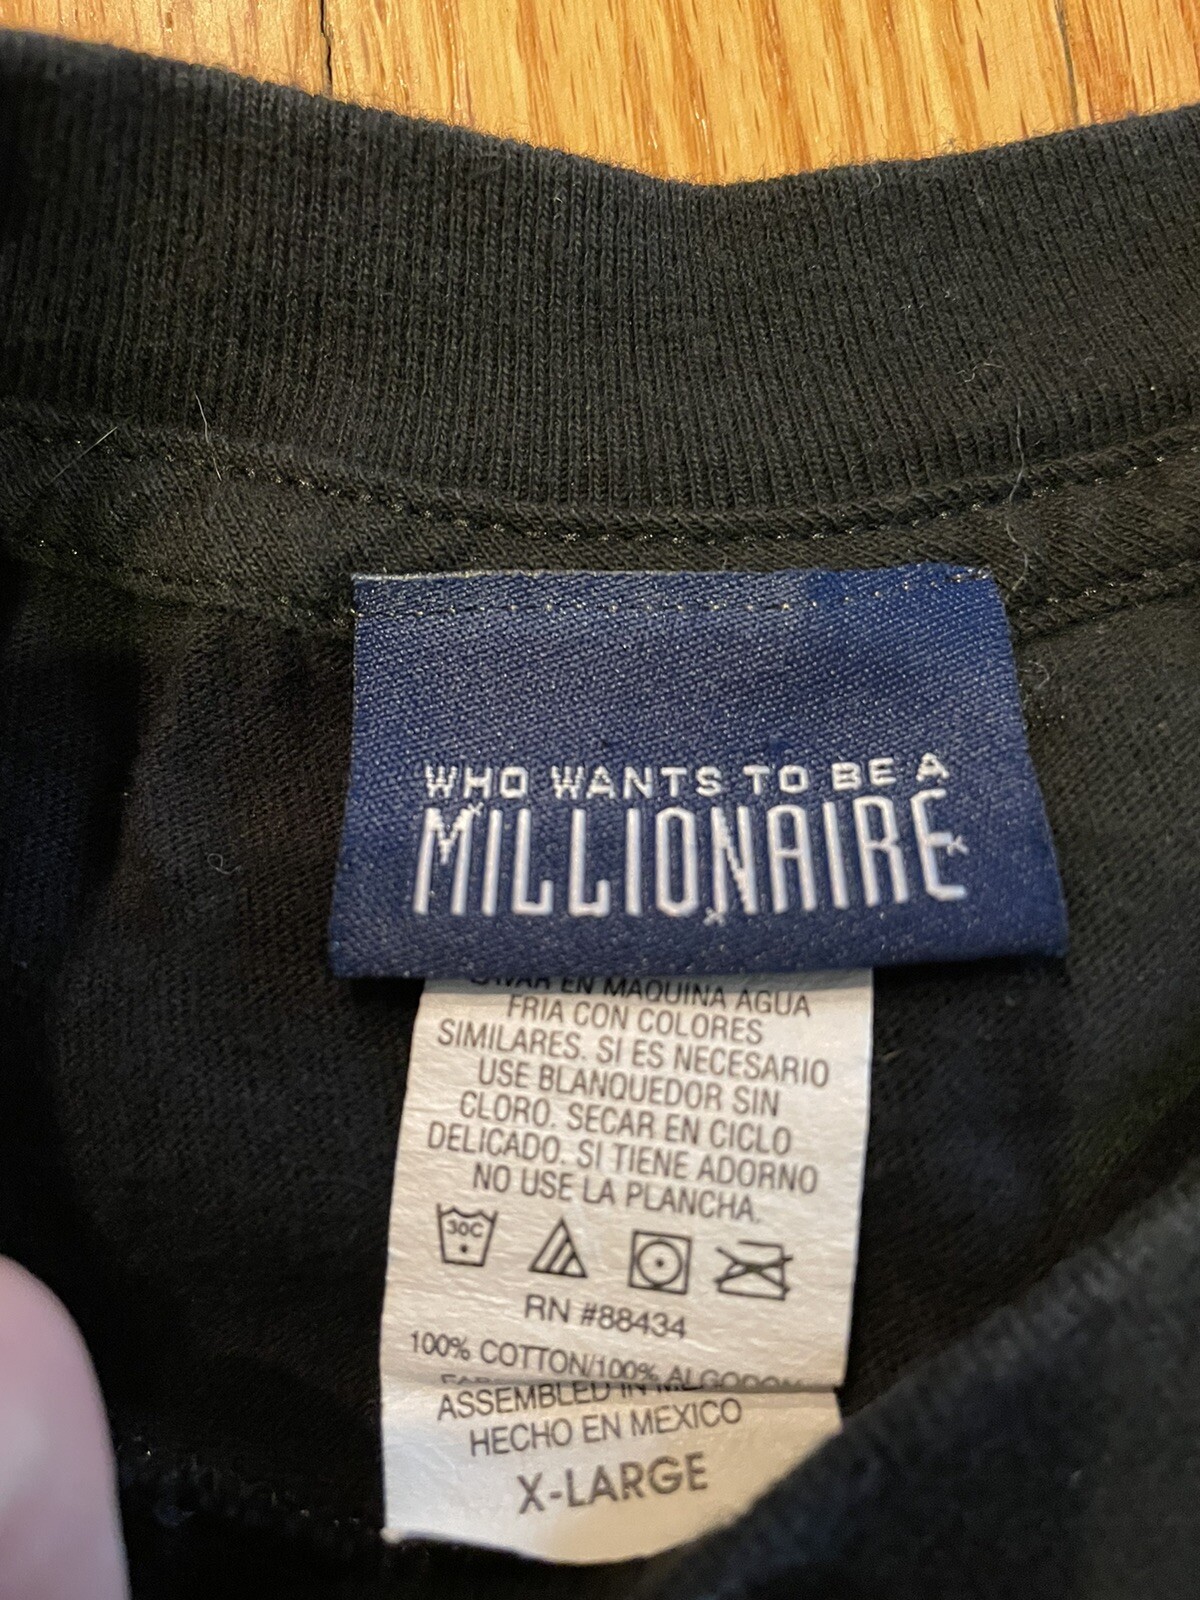 WHO WANTS TO BE A
MILLIONAIRE
EN MAQUINA AGUA
FRIA CON COLORES
SIMILARES. SI ES NECESARIO
USE BLANQUEDOR SIN
CLORO. SECAR EN CICLO
DELICADO. SI TIENE ADORNO
NO USE LA PLANCHA.
30C
RN #88434
100% COTTON/100% ALGODON
ASSEMBLED IN
HECHO EN MEXICO
X-LARGE